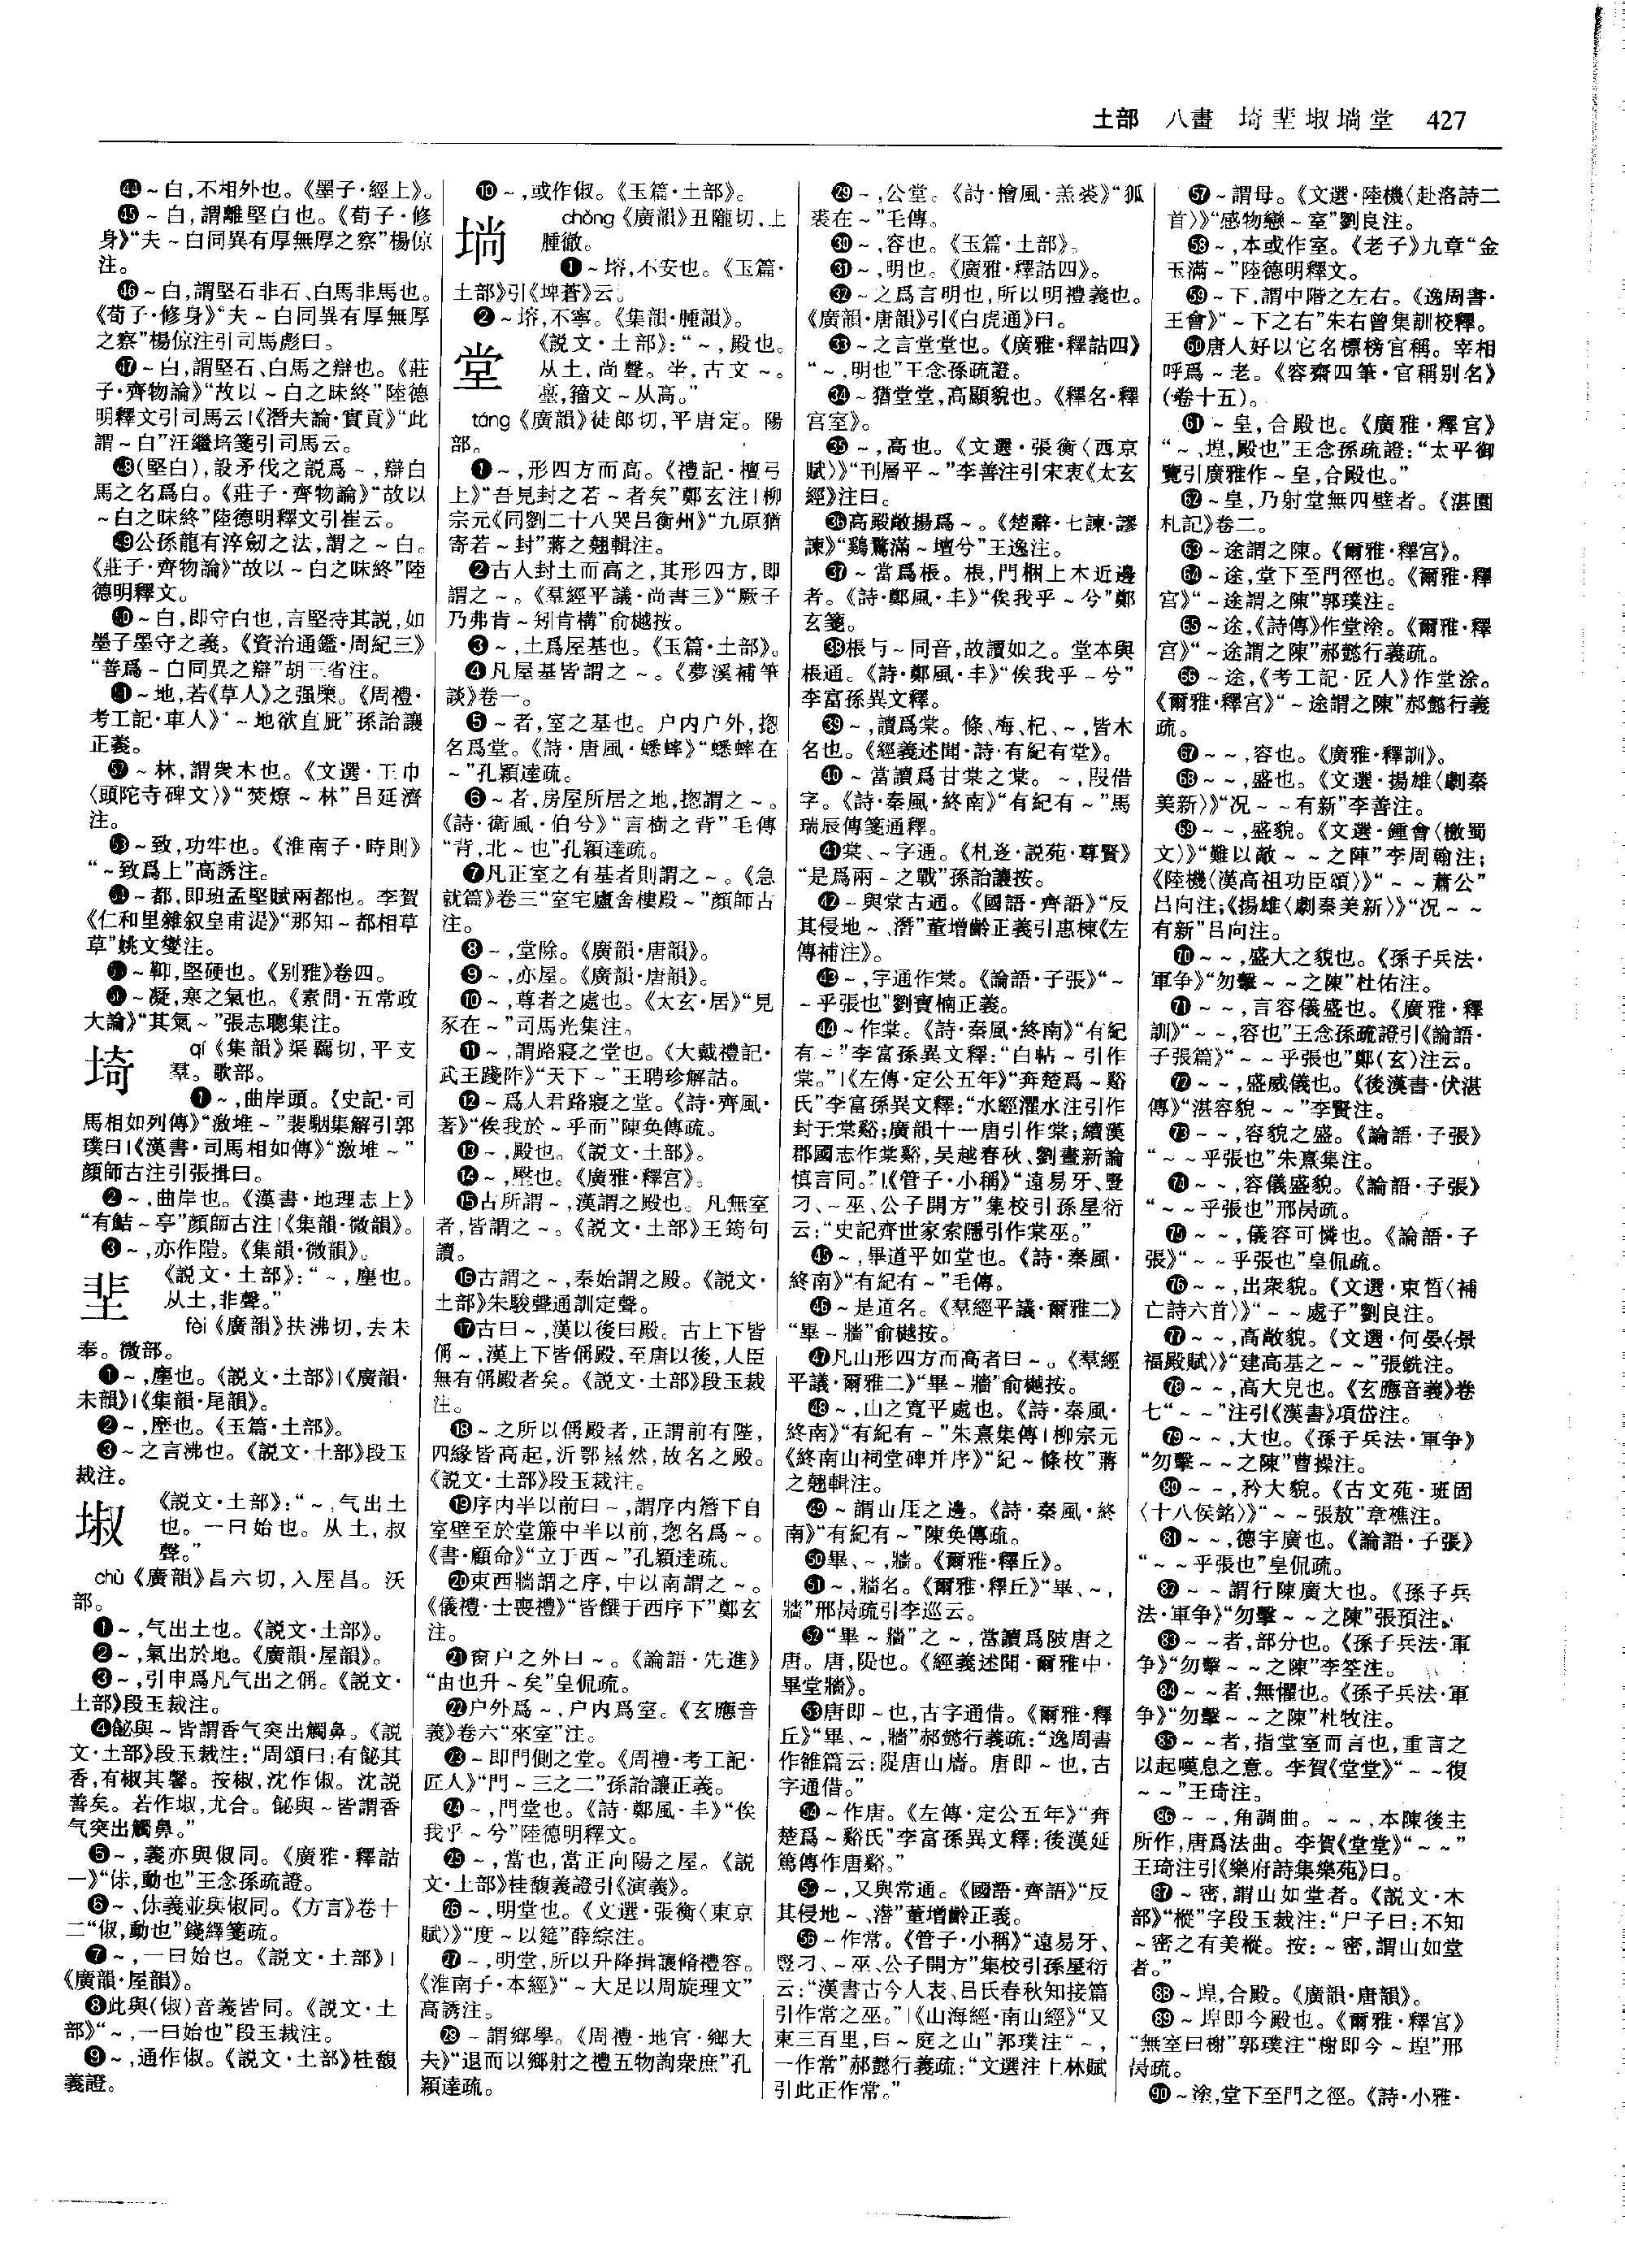 土部 八畫 埼 㘿 埱 𡍪 堂 427
㊹～白,不相外也。《墨子·經上》。
㊺～白,謂離堅白也。《荀子·修
身》“夫～白同異有厚無厚之察”楊倞
注。
㊻～白,謂堅石非石、白馬非馬也。
《荀子·修身》“夫～白同異有厚無厚
之察”楊倞注引司馬彪曰。
㊼～白,謂堅石、白馬之辯也。《莊
子·齊物論》“故以～白之昧終”陸德
明釋文引司馬云|《潛夫論·實貢》“此
謂～白”汪繼培箋引司馬云。
㊽(堅白),設矛伐之説爲～,辯白
馬之名爲白。《莊子·齊物論》“故以
～白之昧終”陸德明釋文引崔云。
㊾公孫龍有淬劒之法,謂之～白。
《莊子·齊物論》“故以～白之昧終”陸
德明釋文。
㊿～白,即守白也,言堅持其説,如
墨子墨守之義。《資治通鑑·周紀三》
“善爲～白同異之辯”胡三省注。
51～地,若《草人》之强㯺。《周禮·
考工記·車人》“～地欲直庛”孫詒讓
正義。
52～林,謂衆木也。《文選·王巾
〈頭陀寺碑文〉》“焚燎～林”吕延濟
注。
53～致,功牢也。《淮南子·時則》
“～致爲上”高誘注。
54～都,即班孟堅賦兩都也。李賀
《仁和里雜叙皇甫湜》“那知～都相草
草”姚文燮注。
55～鞕,堅硬也。《别雅》卷四。
56～凝,寒之氣也。《素問·五常政
大論》“其氣～”張志聰集注。
埼 qí《集韻》渠羈切,平支
羣。歌部。
❶～,曲岸頭。《史記·司
馬相如列傳》“激堆～”裴駰集解引郭
璞曰|《漢書·司馬相如傳》“激堆～”
顔師古注引張揖曰。
❷～,曲岸也。《漢書·地理志上》
“有鮚～亭”顔師古注|《集韻·微韻》。
❸～,亦作隑。《集韻·微韻》。
㘿 《説文·土部》:“～,塵也。
从土,非聲。”
fèi《廣韻》扶沸切,去未
奉。微部。
❶～,塵也。《説文·土部》|《廣韻·
未韻》|《集韻·尾韻》。
❷～,塵也。《玉篇·土部》。
❸～之言沸也。《説文·土部》段玉
裁注。
埱 《説文·土部》:“～,气出土
也。一曰始也。从土,叔
聲。”
chù《廣韻》昌六切,入屋昌。沃
部。
❶～,气出土也。《説文·土部》。
❷～,氣出於地。《廣韻·屋韻》。
❸～,引申爲凡气出之偁。《説文·
土部》段玉裁注。
❹飶與～皆謂香气突出觸鼻。《説
文·土部》段玉裁注:“周頌曰:有飶其
香,有椒其馨。按椒,沈作俶。沈説
善矣。若作埱,尤合。飶與～皆謂香
气突出觸鼻。”
❺～,義亦與俶同。《廣雅·釋詁
一》“㑈,動也”王念孫疏證。
❻～、㑈義並與俶同。《方言》卷十
二“俶,動也”錢繹箋疏。
❼～,一曰始也。《説文·土部》|
《廣韻·屋韻》。
❽此與(俶)音義皆同。《説文·土
部》“～,一曰始也”段玉裁注。
❾～,通作俶。《説文·土部》桂馥
義證。
❿～,或作俶。《玉篇·土部》。
𡍪 chǒng《廣韻》丑隴切,上
腫徹。
❶～㙙,不安也。《玉篇·
土部》引《埤蒼》云。
❷～㙙,不寧。《集韻·腫韻》。
堂 《説文·土部》:“～,殿也。
从土,尚聲。㘴,古文～。
𡒉,籀文～从高。”
táng《廣韻》徒郎切,平唐定。陽
部。
❶～,形四方而高。《禮記·檀弓
上》“吾見封之若～者矣”鄭玄注|柳
宗元《同劉二十八哭吕衡州》“九原猶
寄若～封”蔣之翹輯注。
❷古人封土而高之,其形四方,即
謂之～。《羣經平議·尚書三》“厥子
乃弗肯～矧肯構”俞樾按。
❸～,土爲屋基也。《玉篇·土部》。
❹凡屋基皆謂之～。《夢溪補筆
談》卷一。
❺～者,室之基也。户内户外,揔
名爲堂。《詩·唐風·蟋蟀》“蟋蟀在
～”孔穎達疏。
❻～者,房屋所居之地,揔謂之～。
《詩·衛風·伯兮》“言樹之背”毛傳
“背,北～也”孔穎達疏。
❼凡正室之有基者則謂之～。《急
就篇》卷三“室宅廬舍樓殿～”顔師古
注。
❽～,堂除。《廣韻·唐韻》。
❾～,亦屋。《廣韻·唐韻》。
❿～,尊者之處也。《太玄·居》“見
豕在～”司馬光集注。
⓫～,謂路寢之堂也。《大戴禮記·
武王踐阼》“天下～”王聘珍解詁。
⓬～爲人君路寢之堂。《詩·齊風·
著》“俟我於～乎而”陳奂傳疏。
⓭～,殿也。《説文·土部》。
⓮～,壂也。《廣雅·釋宫》。
⓯古所謂～,漢謂之殿也。凡無室
者,皆謂之～。《説文·土部》王筠句
讀。
⓰古謂之～,秦始謂之殿。《説文·
土部》朱駿聲通訓定聲。
⓱古曰～,漢以後曰殿。古上下皆
偁～,漢上下皆偁殿,至唐以後,人臣
無有偁殿者矣。《説文·土部》段玉裁
注。
⓲～之所以偁殿者,正謂前有陛,
四緣皆高起,沂鄂㬎然,故名之殿。
《説文·土部》段玉裁注。
⓳序内半以前曰～,謂序内簷下自
室壁至於堂廉中半以前,揔名爲～。
《書·顧命》“立于西～”孔穎達疏。
⓴東西牆謂之序,中以南謂之～。
《儀禮·士喪禮》“皆饌于西序下”鄭玄
注。
㉑窗户之外曰～。《論語·先進》
“由也升～矣”皇侃疏。
㉒户外爲～,户内爲室。《玄應音
義》卷六“來室”注。
㉓～即門側之堂。《周禮·考工記·
匠人》“門～三之二”孫詒讓正義。
㉔～,門堂也。《詩·鄭風·丰》“俟
我乎～兮”陸德明釋文。
㉕～,當也,當正向陽之屋。《説
文·土部》桂馥義證引《演義》。
㉖～,明堂也。《文選·張衡〈東京
賦〉》“度～以筵”薛綜注。
㉗～,明堂,所以升降揖讓脩禮容。
《淮南子·本經》“～大足以周旋理文”
高誘注。
㉘～謂鄉學。《周禮·地官·鄉大
夫》“退而以鄉射之禮五物詢衆庶”孔
穎達疏。
㉙～,公堂。《詩·檜風·羔裘》“狐
裘在～”毛傳。
㉚～,容也。《玉篇·土部》。
㉛～,明也。《廣雅·釋詁四》。
㉜～之爲言明也,所以明禮義也。
《廣韻·唐韻》引《白虎通》曰。
㉝～之言堂堂也。《廣雅·釋詁四》
“～,明也”王念孫疏證。
㉞～猶堂堂,高顯貌也。《釋名·釋
宫室》。
㉟～,高也。《文選·張衡〈西京
賦〉》“刊層平～”李善注引宋衷《太玄
經》注曰。
㊱高殿敞揚爲～。《楚辭·七諫·謬
諫》“鷄鶩滿～壇兮”王逸注。
㊲～當爲棖。棖,門梱上木近邊
者。《詩·鄭風·丰》“俟我乎～兮”鄭
玄箋。
㊳棖与～同音,故讀如之。堂本與
棖通。《詩·鄭風·丰》“俟我乎～兮”
李富孫異文釋。
㊴～,讀爲棠。條、梅、杞、～,皆木
名也。《經義述聞·詩·有紀有堂》。
㊵～當讀爲甘棠之棠。～,叚借
字。《詩·秦風·終南》“有紀有～”馬
瑞辰傳箋通釋。
㊶棠、～字通。《札迻·説苑·尊賢》
“是爲兩～之戰”孫詒讓按。
㊷～與棠古通。《國語·齊語》“反
其侵地～、潛”董增齡正義引惠棟《左
傳補注》。
㊸～,字通作棠。《論語·子張》“～
～乎張也”劉寶楠正義。
㊹～作棠。《詩·秦風·終南》“有紀
有～”李富孫異文釋:“白帖～引作
棠。”|《左傳·定公五年》“奔楚爲～谿
氏”李富孫異文釋:“水經灈水注引作
封于棠谿;廣韻十一唐引作棠;續漢
郡國志作棠谿,吴越春秋、劉晝新論
慎言同。”|《管子·小稱》“遠易牙、豎
刁、～巫、公子開方”集校引孫星衍
云:“史記齊世家索隱引作棠巫。”
㊺～,畢道平如堂也。《詩·秦風·
終南》“有紀有～”毛傳。
㊻～是道名。《羣經平議·爾雅二》
“畢～牆”俞樾按。
㊼凡山形四方而高者曰～。《羣經
平議·爾雅二》“畢～牆”俞樾按。
㊽～,山之寬平處也。《詩·秦風·
終南》“有紀有～”朱熹集傳|柳宗元
《終南山祠堂碑并序》“紀～條枚”蔣
之翹輯注。
㊾～謂山厓之邊。《詩·秦風·終
南》“有紀有～”陳奂傳疏。
㊿畢、～,牆。《爾雅·釋丘》。
51～,牆名。《爾雅·釋丘》“畢、～,
牆”邢昺疏引李巡云。
52“畢～牆”之～,當讀爲陂唐之
唐。唐,隄也。《經義述聞·爾雅中·
畢堂牆》。
53唐即～也,古字通借。《爾雅·釋
丘》“畢、～,牆”郝懿行義疏:“逸周書
作雒篇云:隄唐山廧。唐即～也,古
字通借。”
54～作唐。《左傳·定公五年》“奔
楚爲～谿氏”李富孫異文釋:後漢延
篤傳作唐谿。”
55～,又與常通。《國語·齊語》“反
其侵地～、潛”董增齡正義。
56～作常。《管子·小稱》“遠易牙、
豎刁、～巫、公子開方”集校引孫星衍
云:“漢書古今人表、吕氏春秋知接篇
引作常之巫。”|《山海經·南山經》“又
東三百里,曰～庭之山”郭璞注“～,
一作常”郝懿行義疏:“文選注上林賦
引此正作常。”
57～謂母。《文選·陸機〈赴洛詩二
首〉》“感物戀～室”劉良注。
58～,本或作室。《老子》九章“金
玉滿～”陸德明釋文。
59～下,謂中階之左右。《逸周書·
王會》“～下之右”朱右曾集訓校釋。
60唐人好以它名標榜官稱。宰相
呼爲～老。《容齋四筆·官稱别名》
(卷十五)。
61～皇,合殿也。《廣雅·釋宫》
“～、堭,殿也”王念孫疏證:“太平御
覽引廣雅作～皇,合殿也。”
62～皇,乃射堂無四壁者。《湛園
札記》卷二。
63～途謂之陳。《爾雅·釋宫》。
64～途,堂下至門徑也。《爾雅·釋
宫》“～途謂之陳”郭璞注。
65～途,《詩傳》作堂塗。《爾雅·釋
宫》“～途謂之陳”郝懿行義疏。
66～途,《考工記·匠人》作堂涂。
《爾雅·釋宫》“～途謂之陳”郝懿行義
疏。
67～～,容也。《廣雅·釋訓》。
68～～,盛也。《文選·揚雄〈劇秦
美新〉》“况～～有新”李善注。
69～～,盛貌。《文選·鍾會〈檄蜀
文〉》“難以敵～～之陣”李周翰注;
《陸機〈漢高祖功臣頌〉》“～～蕭公”
吕向注;《揚雄〈劇秦美新〉》“况～～
有新”吕向注。
70～～,盛大之貌也。《孫子兵法·
軍争》“勿擊～～之陳”杜佑注。
71～～,言容儀盛也。《廣雅·釋
訓》“～～,容也”王念孫疏證引《論語·
子張篇》“～～乎張也”鄭(玄)注云。
72～～,盛威儀也。《後漢書·伏湛
傳》“湛容貌～～”李賢注。
73～～,容貌之盛。《論語·子張》
“～～乎張也”朱熹集注。
74～～,容儀盛貌。《論語·子張》
“～～乎張也”邢昺疏。
75～～,儀容可憐也。《論語·子
張》“～～乎張也”皇侃疏。
76～～,出衆貌。《文選·束皙〈補
亡詩六首〉》“～～處子”劉良注。
77～～,高敞貌。《文選·何晏〈景
福殿賦〉》“建高基之～～”張銑注。
78～～,高大皃也。《玄應音義》卷
七“～～”注引《漢書》項岱注。
79～～,大也。《孫子兵法·軍争》
“勿擊～～之陳”曹操注。
80～～,矜大貌。《古文苑·班固
〈十八侯銘〉》“～～張敖”章樵注。
81～～,德宇廣也。《論語·子張》
“～～乎張也”皇侃疏。
82～～謂行陳廣大也。《孫子兵
法·軍争》“勿擊～～之陳”張預注。
83～～者,部分也。《孫子兵法·軍
争》“勿擊～～之陳”李筌注。
84～～者,無懼也。《孫子兵法·軍
争》“勿擊～～之陳”杜牧注。
85～～者,指堂室而言也,重言之
以起嘆息之意。李賀《堂堂》“～～復
～～”王琦注。
86～～,角調曲。～～,本陳後主
所作,唐爲法曲。李賀《堂堂》“～～”
王琦注引《樂府詩集樂苑》曰。
87～密,謂山如堂者。《説文·木
部》“樅”字段玉裁注:“尸子曰:不知
～密之有美樅。按:～密,謂山如堂
者。”
88～堭,合殿。《廣韻·唐韻》。
89～堭即今殿也。《爾雅·釋宫》
“無室曰榭”郭璞注“榭即今～堭”邢
昺疏。
90～塗,堂下至門之徑。《詩·小雅·